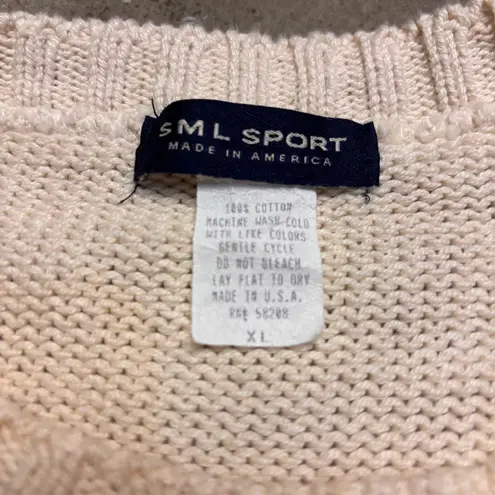 SML SPORT
MADE IN AMERICA
100% COTTON
MACHINE WASH COLD
WITH LIKE COLORS
GENTLE CYCLE
DO NOT BLEACH
LAY FLAT TO DRY
MADE IN U.S.A.
RN# 58208
XL